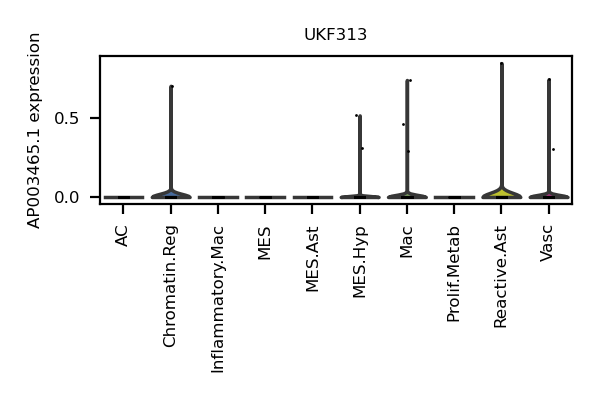 UKF313
AP003465.1 expression
0.5
0.0
AC
Chromatin.Reg
Inflammatory.Mac
MES
MES.Ast
MES.Hyp
Mac
Prolif.Metab
Reactive.Ast
Vasc